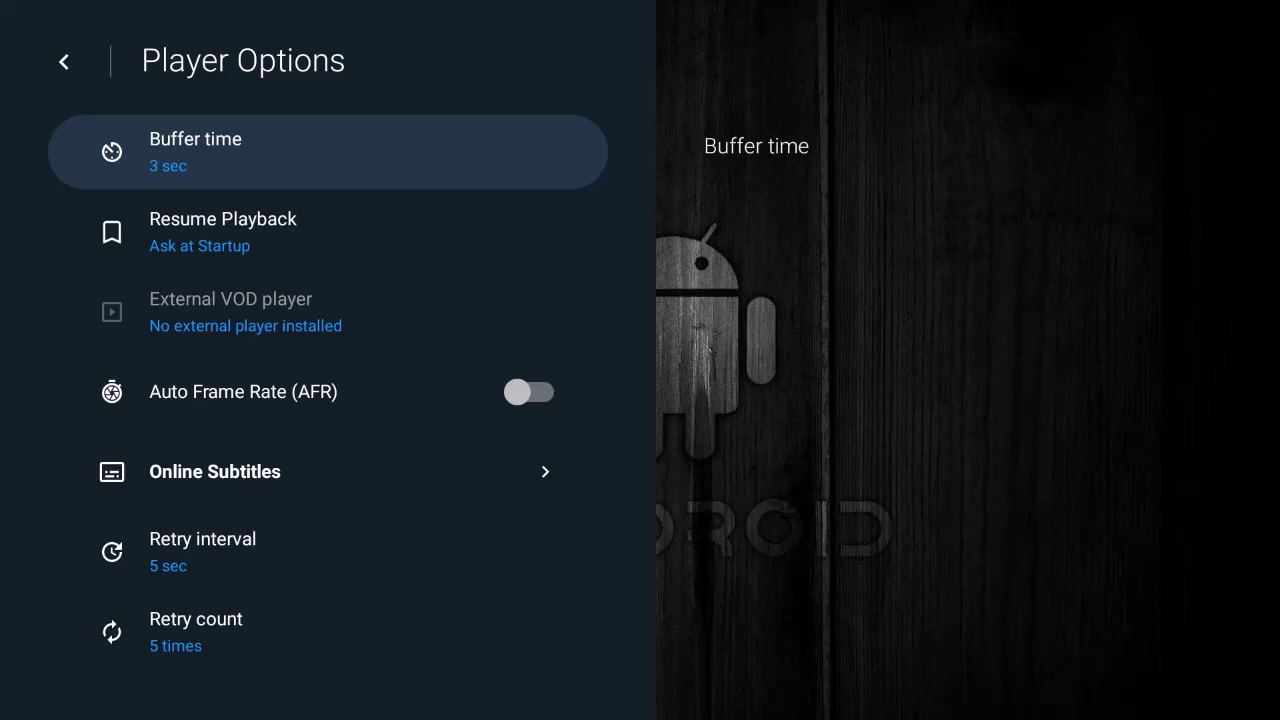 Player Options
Buffer time
3 sec
Buffer time
Resume Playback
Ask at Startup
External VOD player
No external player installed
Auto Frame Rate (AFR)
Online Subtitles
Retry interval
5 sec
Retry count
5 times
DROID